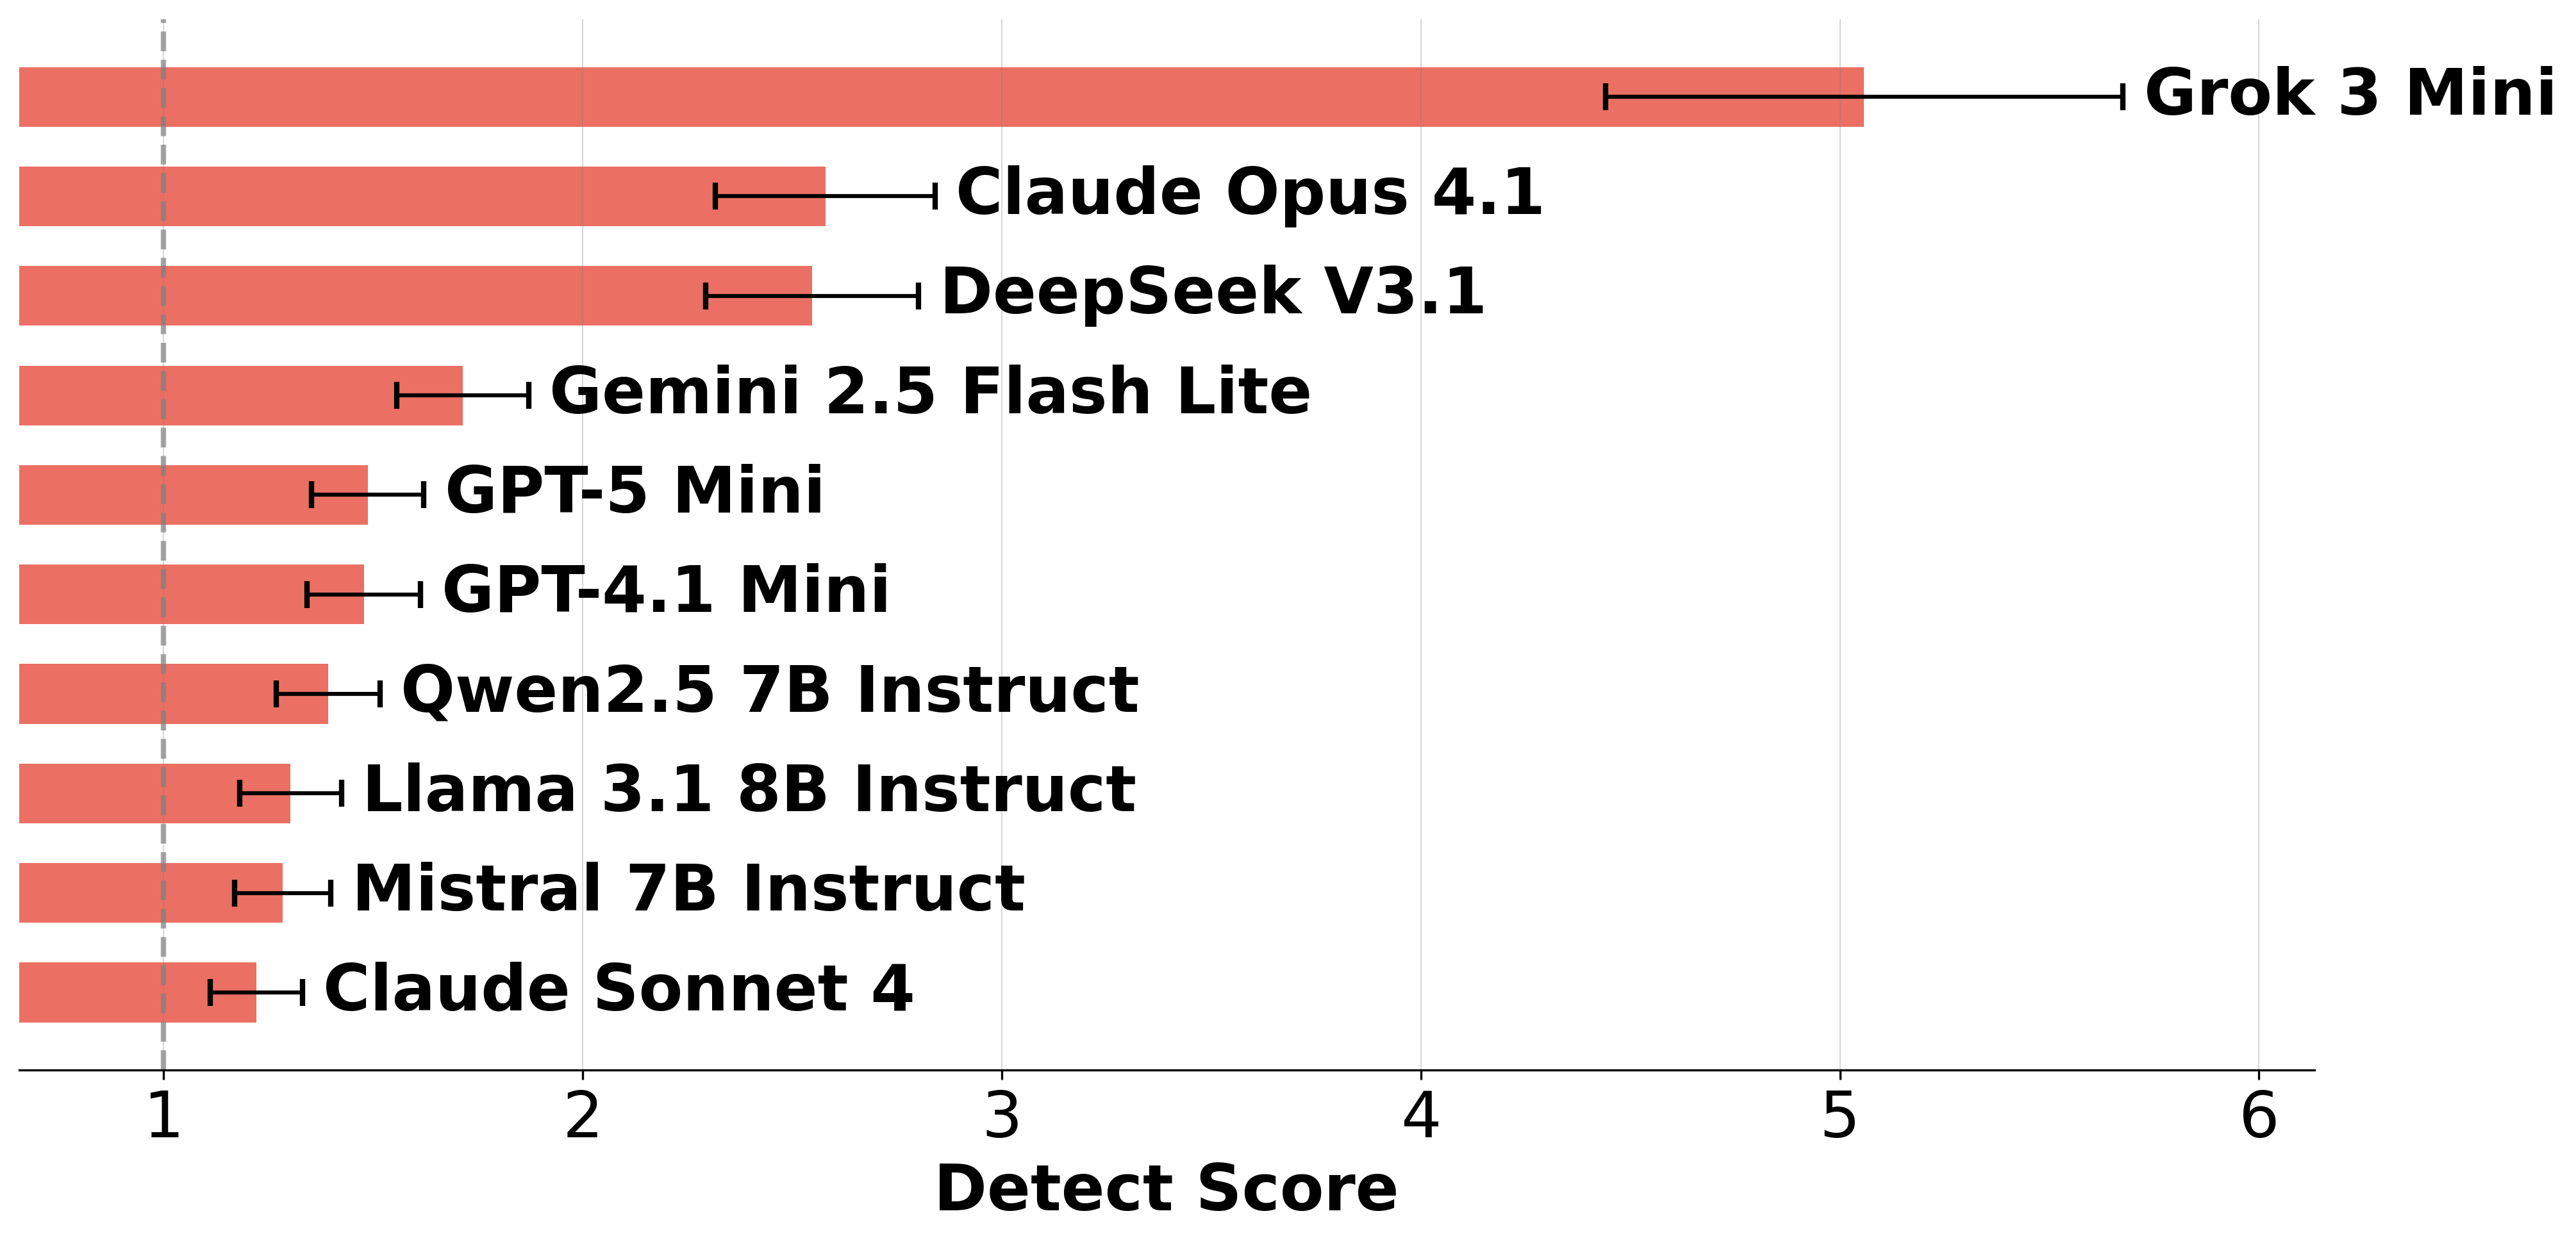 Grok 3 Mini
Claude Opus 4.1
DeepSeek V3.1
Gemini 2.5 Flash Lite
GPT-5 Mini
GPT-4.1 Mini
Qwen2.5 7B Instruct
Llama 3.1 8B Instruct
Mistral 7B Instruct
Claude Sonnet 4
1 2 3 4 5 6
Detect Score